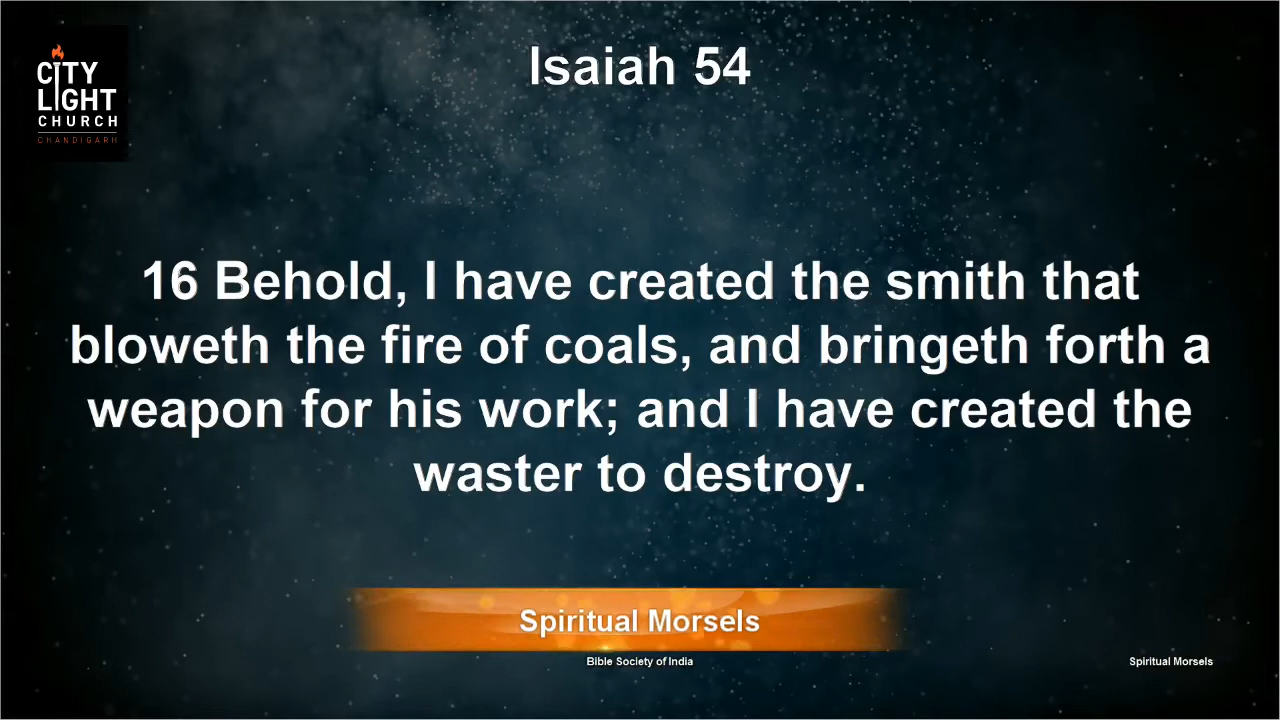 CITY
LIGHT
CHURCH
CHANDIGARH
Isaiah 54
16 Behold, I have created the smith that
bloweth the fire of coals, and bringeth forth a
weapon for his work; and I have created the
waster to destroy.
Spiritual Morsels
Bible Society of India
Spiritual Morsels